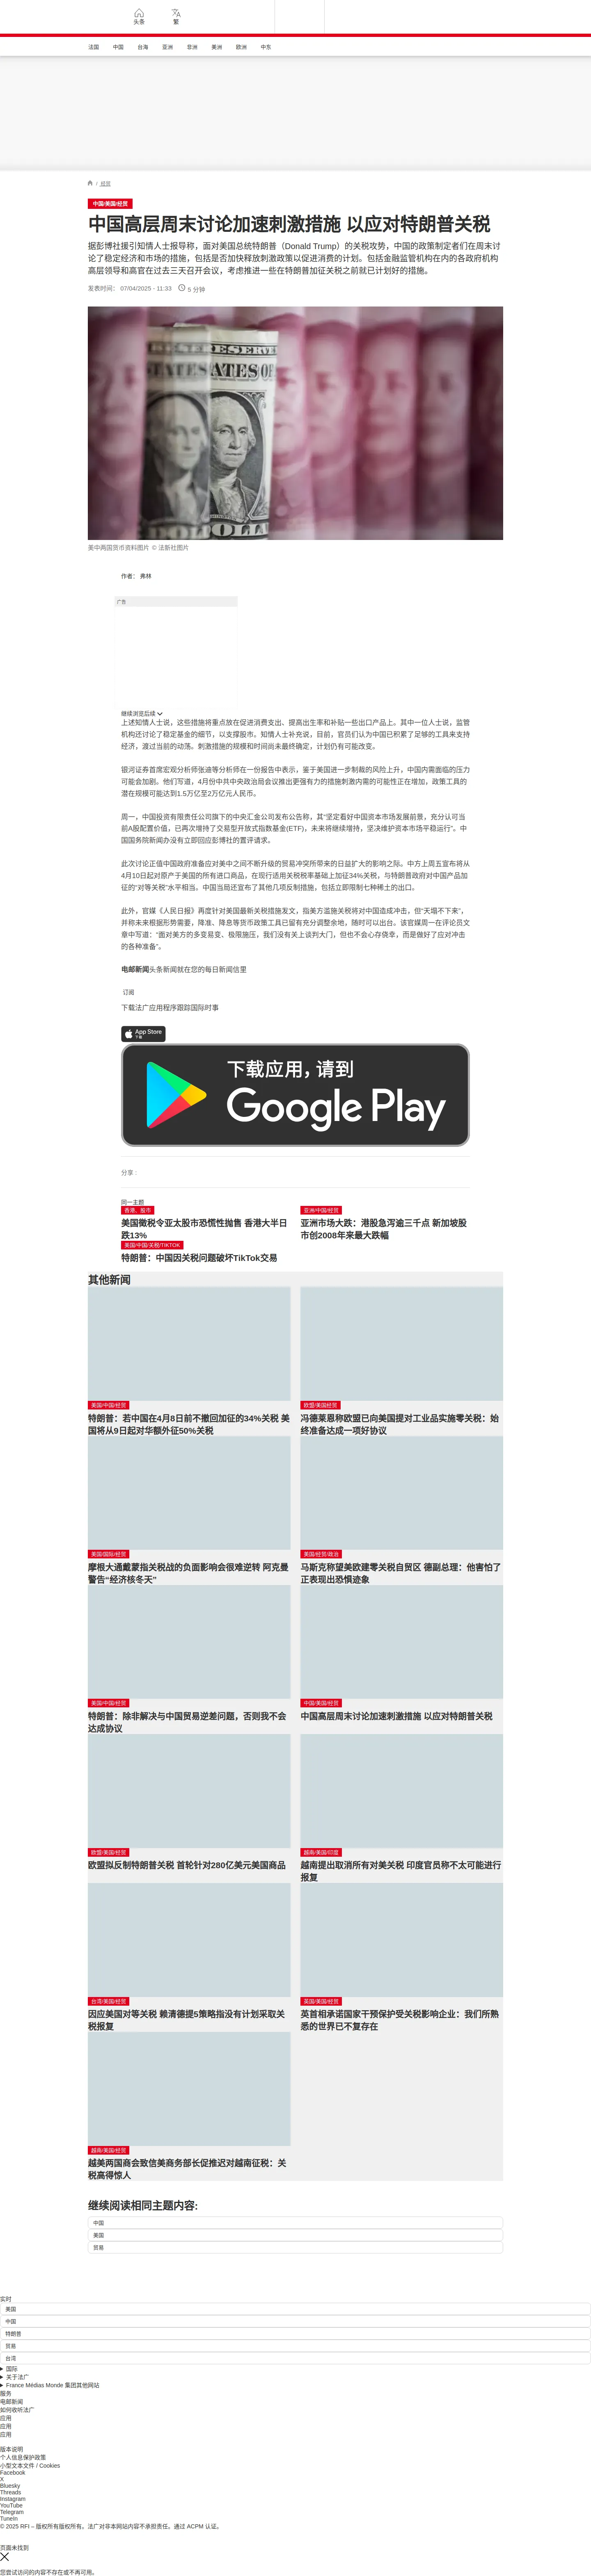 头条
繁
法国 中国 台海 亚洲 非洲 美洲 欧洲 中东
/ 经贸
中国/美国/经贸
中国高层周末讨论加速刺激措施 以应对特朗普关税
据彭博社援引知情人士报导称，面对美国总统特朗普（Donald Trump）的关税攻势，中国的政策制定者们在周末讨
论了稳定经济和市场的措施，包括是否加快释放刺激政策以促进消费的计划。包括金融监管机构在内的各政府机构
高层领导和高官在过去三天召开会议，考虑推进一些在特朗普加征关税之前就已计划好的措施。
发表时间： 07/04/2025 - 11:33 5 分钟
美中两国货币资料图片 © 法新社图片
作者： 弗林
广告
继续浏览后续
上述知情人士说，这些措施将重点放在促进消费支出、提高出生率和补贴一些出口产品上。其中一位人士说，监管
机构还讨论了稳定基金的细节，以支撑股市。知情人士补充说，目前，官员们认为中国已积累了足够的工具来支持
经济，渡过当前的动荡。刺激措施的规模和时间尚未最终确定，计划仍有可能改变。
银河证券首席宏观分析师张迪等分析师在一份报告中表示，鉴于美国进一步制裁的风险上升，中国内需面临的压力
可能会加剧。他们写道，4月份中共中央政治局会议推出更强有力的措施刺激内需的可能性正在增加，政策工具的
潜在规模可能达到1.5万亿至2万亿元人民币。
周一，中国投资有限责任公司旗下的中央汇金公司发布公告称，其“坚定看好中国资本市场发展前景，充分认可当
前A股配置价值，已再次增持了交易型开放式指数基金(ETF)，未来将继续增持，坚决维护资本市场平稳运行”。中
国国务院新闻办没有立即回应彭博社的置评请求。
此次讨论正值中国政府准备应对美中之间不断升级的贸易冲突所带来的日益扩大的影响之际。中方上周五宣布将从
4月10日起对原产于美国的所有进口商品，在现行适用关税税率基础上加征34%关税，与特朗普政府对中国产品加
征的“对等关税”水平相当。中国当局还宣布了其他几项反制措施，包括立即限制七种稀土的出口。
此外，官媒《人民日报》再度针对美国最新关税措施发文，指美方滥施关税将对中国造成冲击，但“天塌不下来”，
并称未来根据形势需要，降准、降息等货币政策工具已留有充分调整余地，随时可以出台。该官媒周一在评论员文
章中写道：“面对美方的多变易变、极限施压，我们没有关上谈判大门，但也不会心存侥幸，而是做好了应对冲击
的各种准备”。
电邮新闻头条新闻就在您的每日新闻信里
订阅
下载法广应用程序跟踪国际时事
App Store
下载
下载应用，请到
Google Play
分享 :
同一主题
香港、股市
美国徵税令亚太股市恐慌性抛售 香港大半日
跌13%
亚洲/中国/经贸
亚洲市场大跌：港股急泻逾三千点 新加坡股
市创2008年来最大跌幅
美国/中国/关税/TIKTOK
特朗普：中国因关税问题破坏TikTok交易
其他新闻
美国/中国/经贸
特朗普：若中国在4月8日前不撤回加征的34%关税 美
国将从9日起对华额外征50%关税
欧盟/美国经贸
冯德莱恩称欧盟已向美国提对工业品实施零关税：始
终准备达成一项好协议
美国/国际/经贸
摩根大通戴蒙指关税战的负面影响会很难逆转 阿克曼
警告“经济核冬天”
美国/经贸/政治
马斯克称望美欧建零关税自贸区 德副总理：他害怕了
正表现出恐惧迹象
美国/中国/经贸
特朗普：除非解决与中国贸易逆差问题，否则我不会
达成协议
中国/美国/经贸
中国高层周末讨论加速刺激措施 以应对特朗普关税
欧盟/美国/经贸
欧盟拟反制特朗普关税 首轮针对280亿美元美国商品
越南/美国/印度
越南提出取消所有对美关税 印度官员称不太可能进行
报复
台湾/美国/经贸
因应美国对等关税 赖清德提5策略指没有计划采取关
税报复
英国/美国/经贸
英首相承诺国家干预保护受关税影响企业：我们所熟
悉的世界已不复存在
越南/美国/经贸
越美两国商会致信美商务部长促推迟对越南征税：关
税高得惊人
继续阅读相同主题内容:
中国
美国
贸易
实时
美国
中国
特朗普
贸易
台湾
国际
关于法广
France Médias Monde 集团其他网站
服务
电邮新闻
如何收听法广
应用
应用
应用
版本说明
个人信息保护政策
小型文本文件 / Cookies
Facebook
X
Bluesky
Threads
Instagram
YouTube
Telegram
TuneIn
© 2025 RFI – 版权所有版权所有。法广对非本网站内容不承担责任。通过 ACPM 认证。
页面未找到
您尝试访问的内容不存在或不再可用。